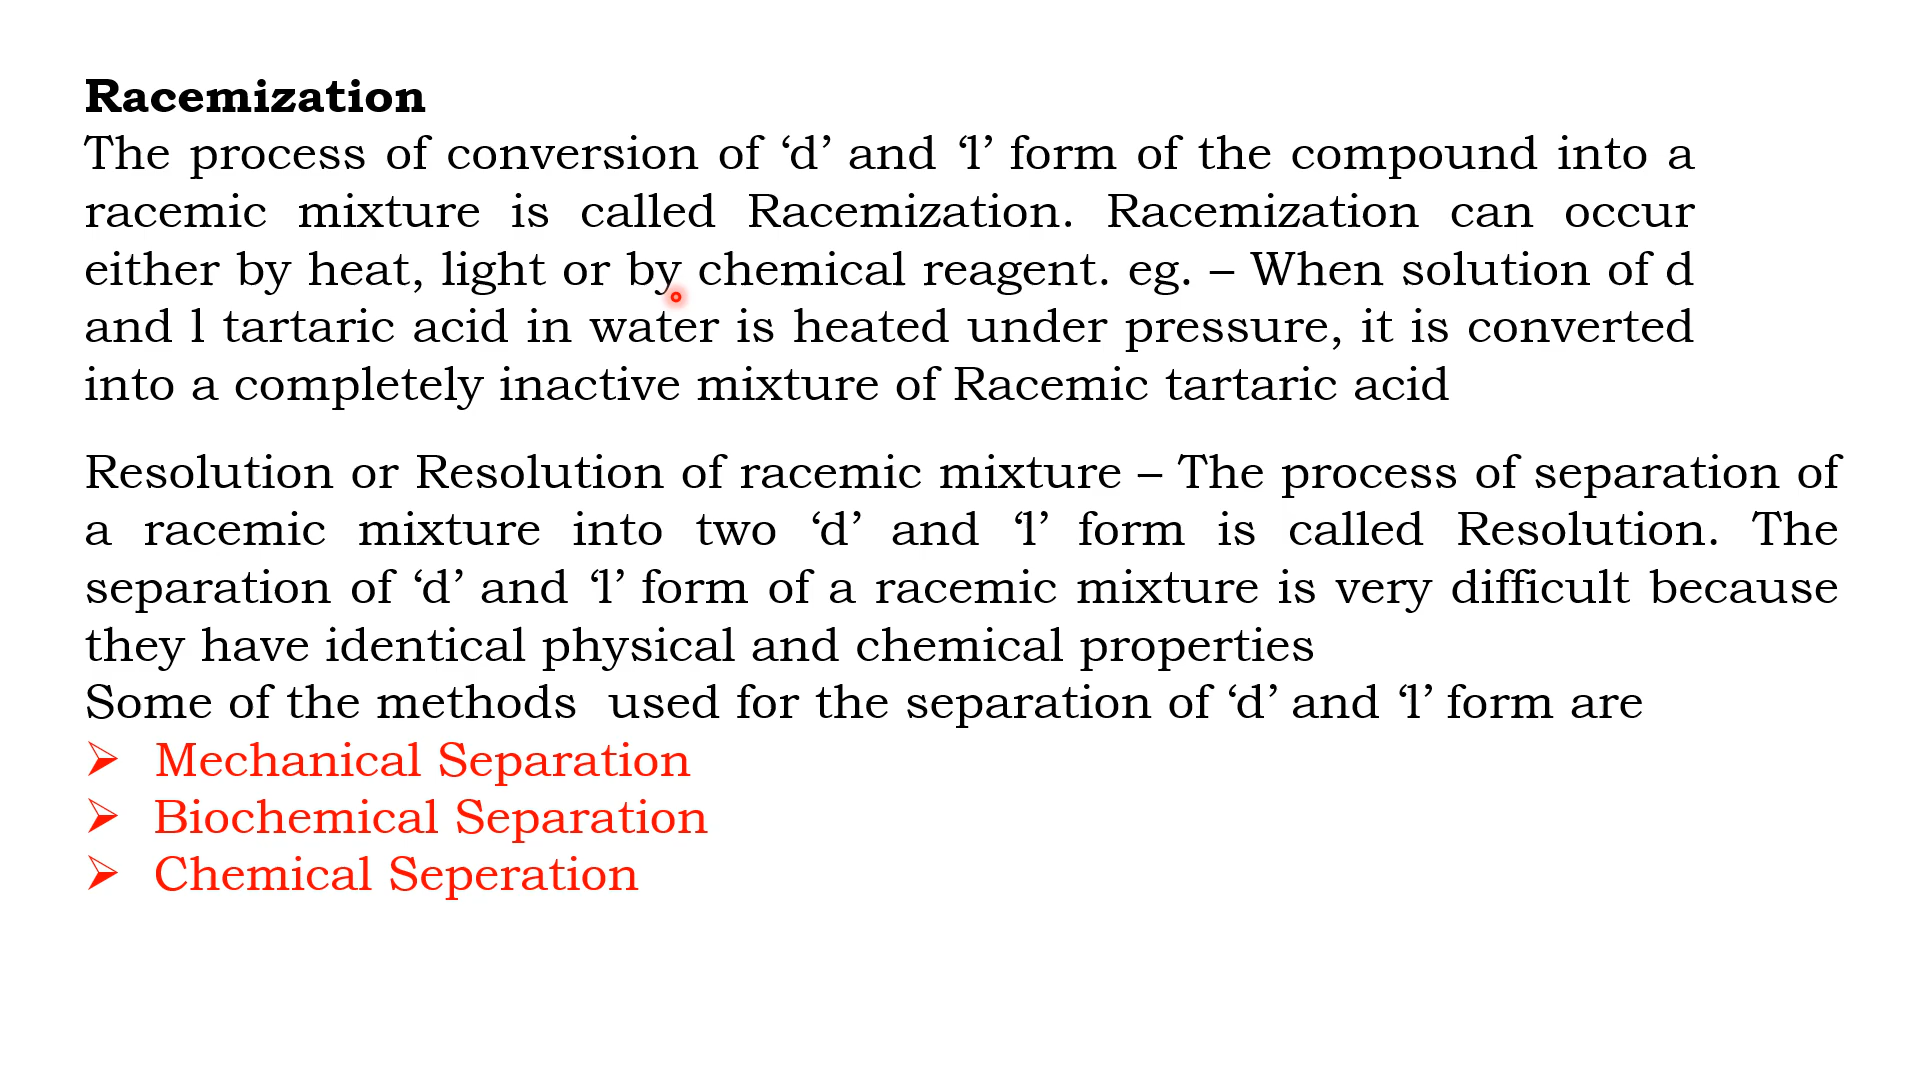 Racemization
The process of conversion of ‘d’ and ‘l’ form of the compound into a
racemic mixture is called Racemization. Racemization can occur
either by heat, light or by chemical reagent. eg. – When solution of d
and l tartaric acid in water is heated under pressure, it is converted
into a completely inactive mixture of Racemic tartaric acid
Resolution or Resolution of racemic mixture – The process of separation of
a racemic mixture into two ‘d’ and ‘l’ form is called Resolution. The
separation of ‘d’ and ‘l’ form of a racemic mixture is very difficult because
they have identical physical and chemical properties
Some of the methods used for the separation of ‘d’ and ‘l’ form are
➢ Mechanical Separation
➢ Biochemical Separation
➢ Chemical Seperation